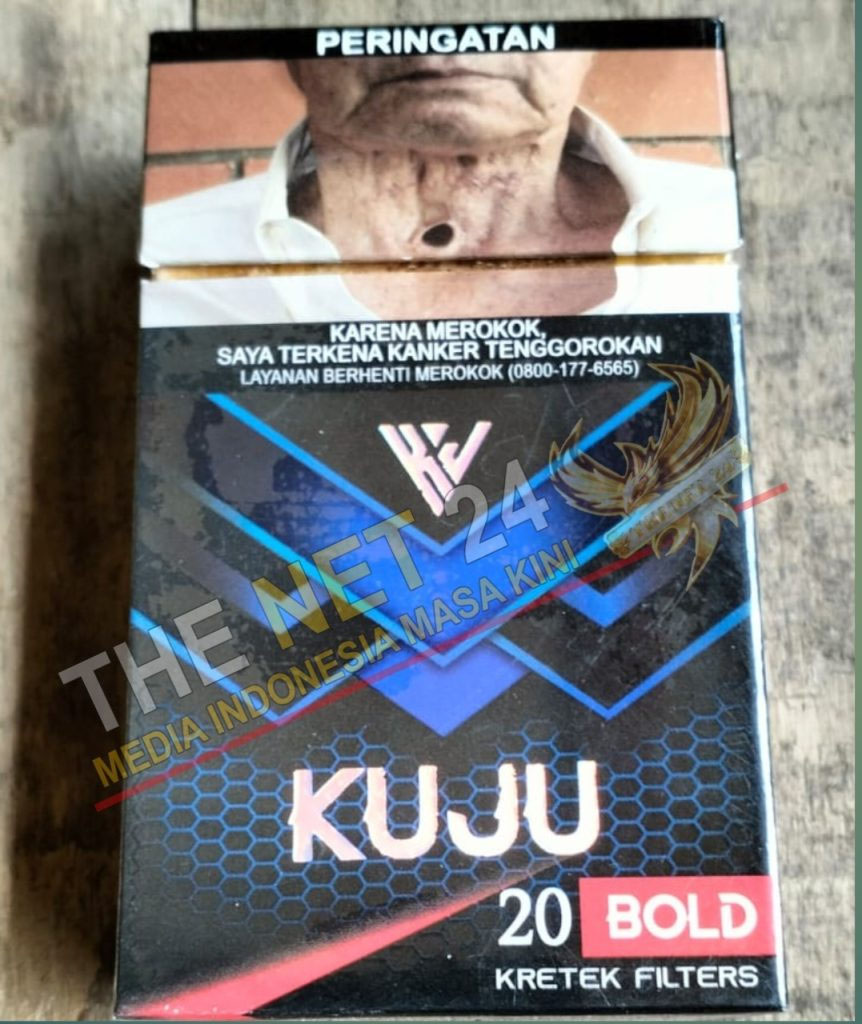 PERINGATAN
KARENA MEROKOK,
SAYA TERKENA KANKER TENGGOROKAN
LAYANAN BERHENTI MEROKOK (0800-177-6565)
KJ
THE NET 24
MEDIA INDONESIA MASA KINI
KUJU
20 BOLD
KRETEK FILTERS